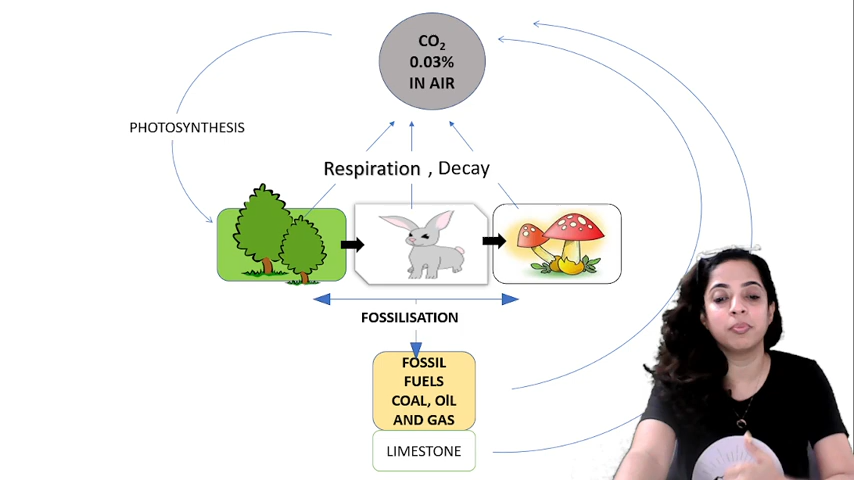 CO₂
0.03%
IN AIR
PHOTOSYNTHESIS
Respiration , Decay
FOSSILISATION
FOSSIL
FUELS
COAL, OIl
AND GAS
LIMESTONE